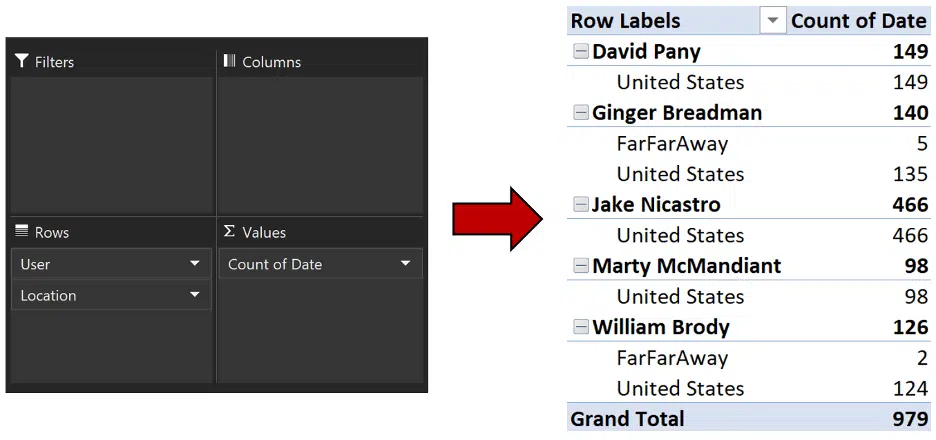 Filters
Columns
Rows
Σ Values
User
Count of Date
Location
Row Labels Count of Date
David Pany 149
United States 149
Ginger Breadman 140
FarFarAway 5
United States 135
Jake Nicastro 466
United States 466
Marty McMandiant 98
United States 98
William Brody 126
FarFarAway 2
United States 124
Grand Total 979